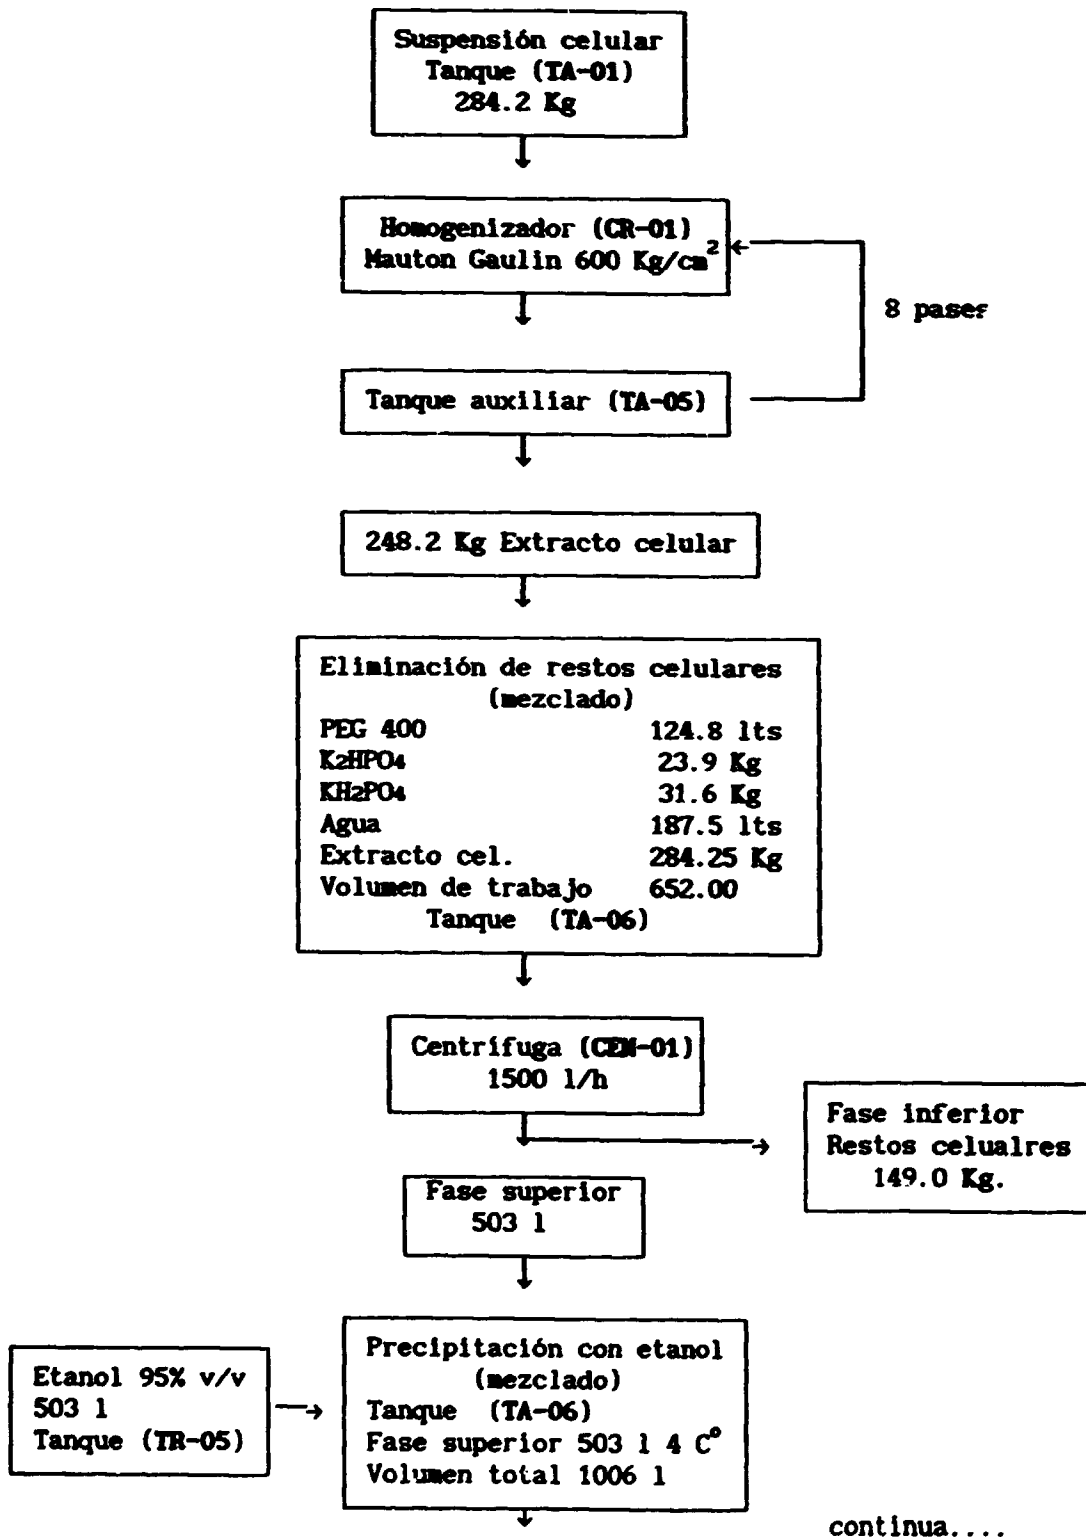 Suspensión celular
Tanque (TA-01)
284.2 Kg
Homogenizador (CR-01)
Mauton Gaulin 600 Kg/cm²
8 pases
Tanque auxiliar (TA-05)
248.2 Kg Extracto celular
Eliminación de restos celulares
(mezclado)
PEG 400 124.8 lts
K₂HPO₄ 23.9 Kg
KH₂PO₄ 31.6 Kg
Agua 187.5 lts
Extracto cel. 284.25 Kg
Volumen de trabajo 652.00
Tanque (TA-06)
Centrífuga (CEN-01)
1500 l/h
Fase inferior
Restos celualres
149.0 Kg.
Fase superior
503 l
Etanol 95% v/v
503 l
Tanque (TR-05)
Precipitación con etanol
(mezclado)
Tanque (TA-06)
Fase superior 503 l 4 C°
Volumen total 1006 l
continua....